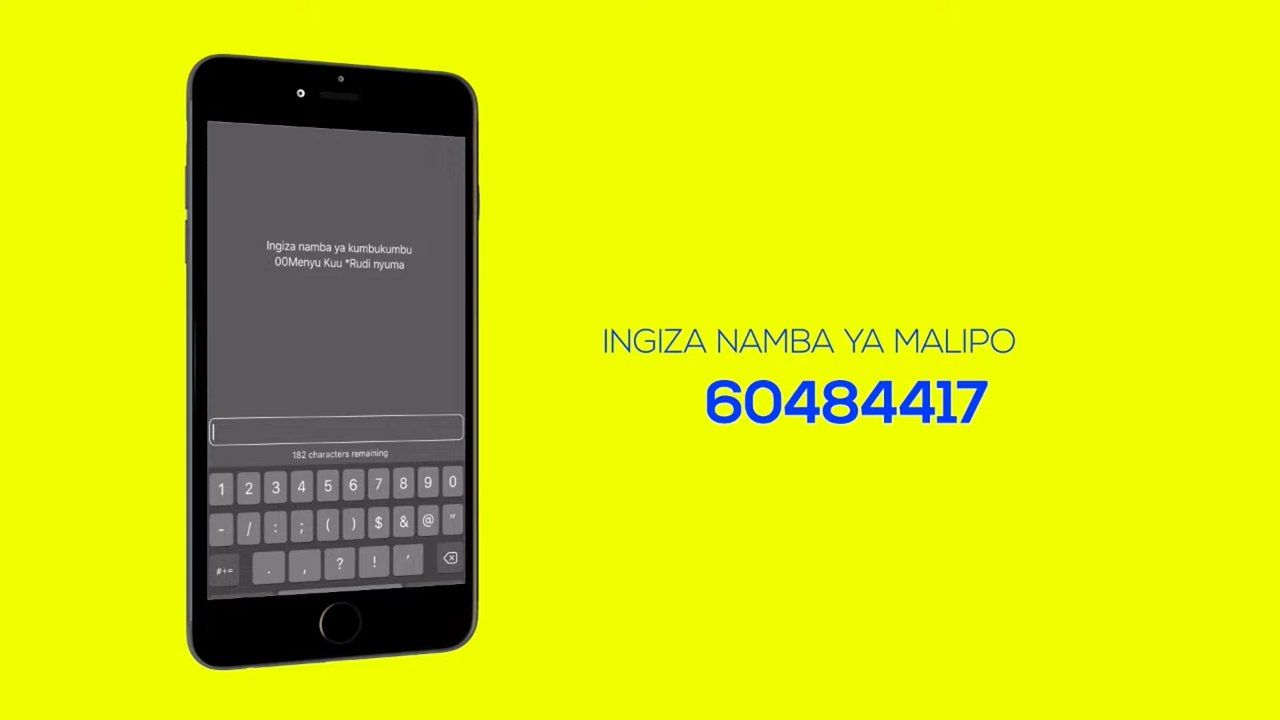 Ingiza namba ya kumbukumbu
00Menyu Kuu *Rudi nyuma
182 characters remaining
1 2 3 4 5 6 7 8 9 0
- / : ; ( ) $ & @ "
#+= . , ? ! '
INGIZA NAMBA YA MALIPO
60484417